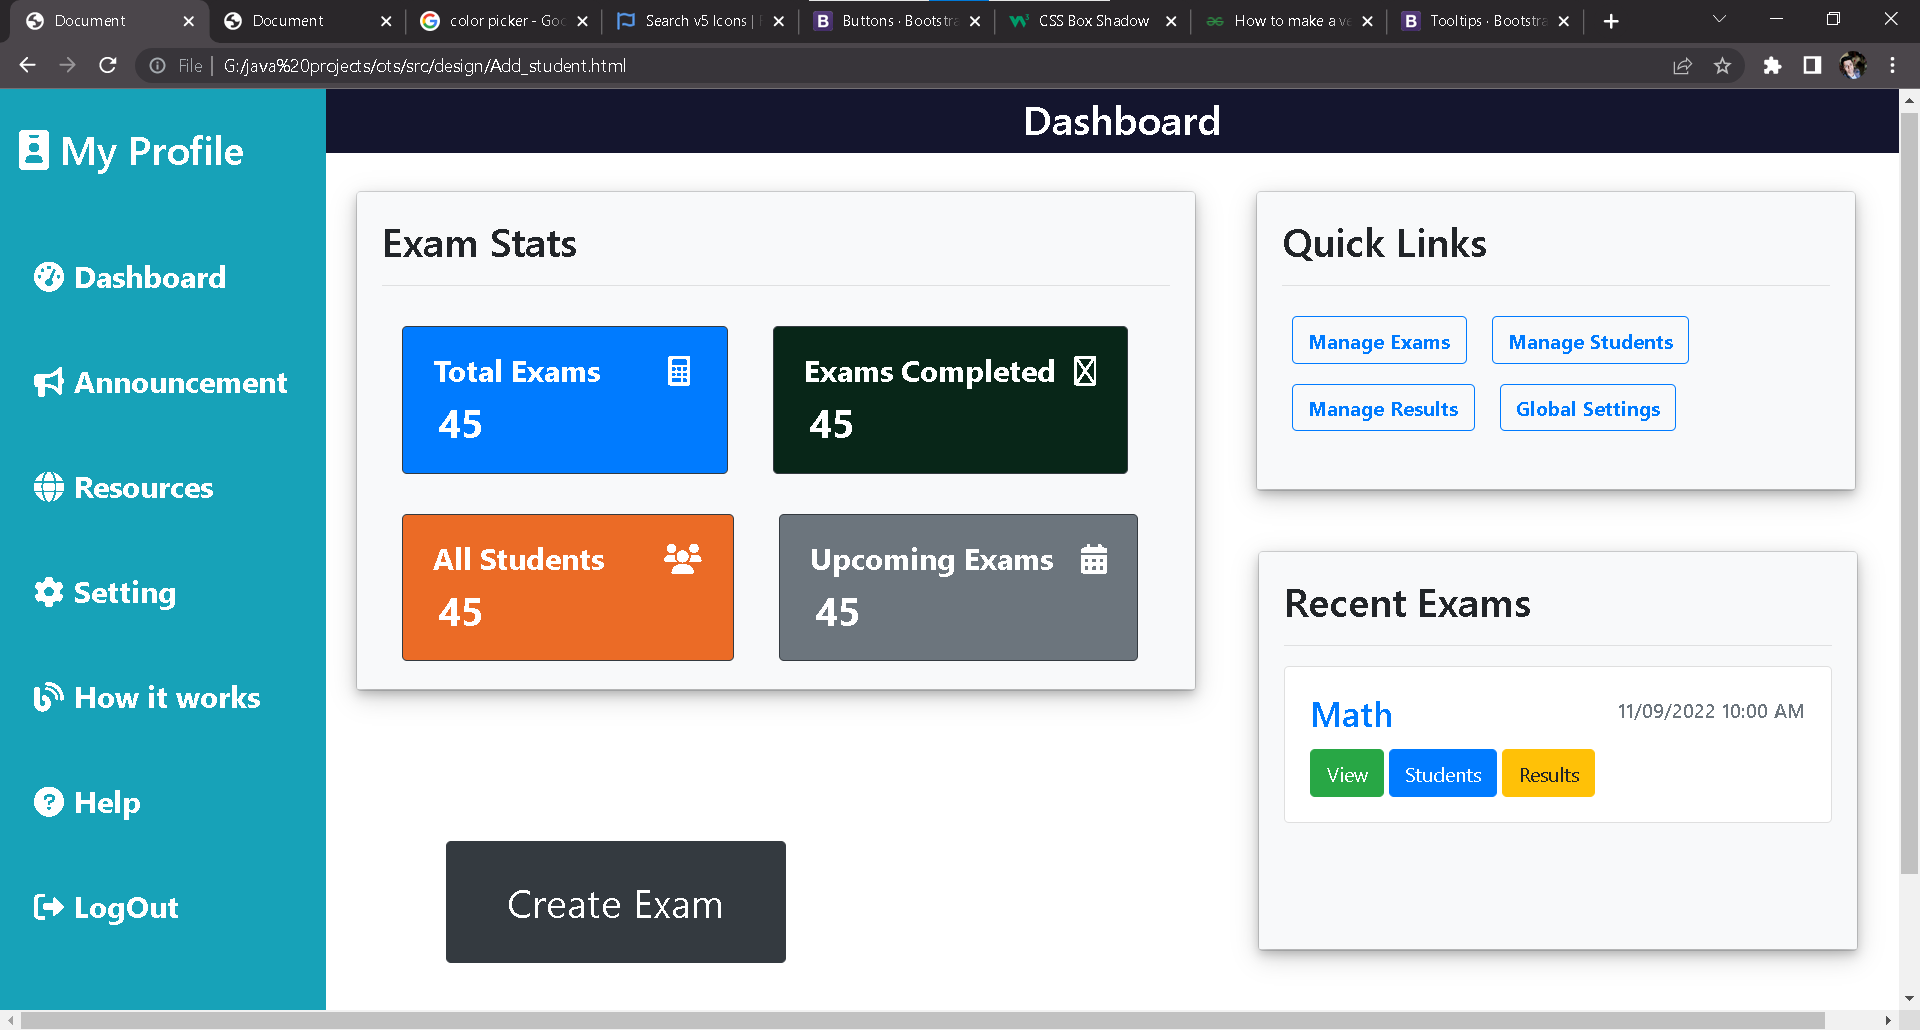 Document
Document
color picker - Goo
Search v5 Icons |
Buttons · Bootstra
CSS Box Shadow
How to make a ve
Tooltips · Bootstra
File | G:/java%20projects/ots/src/design/Add_student.html
My Profile
Dashboard
Announcement
Resources
Setting
How it works
Help
LogOut
Dashboard
Exam Stats
Total Exams
45
Exams Completed
45
All Students
45
Upcoming Exams
45
Create Exam
Quick Links
Manage Exams
Manage Students
Manage Results
Global Settings
Recent Exams
Math
11/09/2022 10:00 AM
View
Students
Results